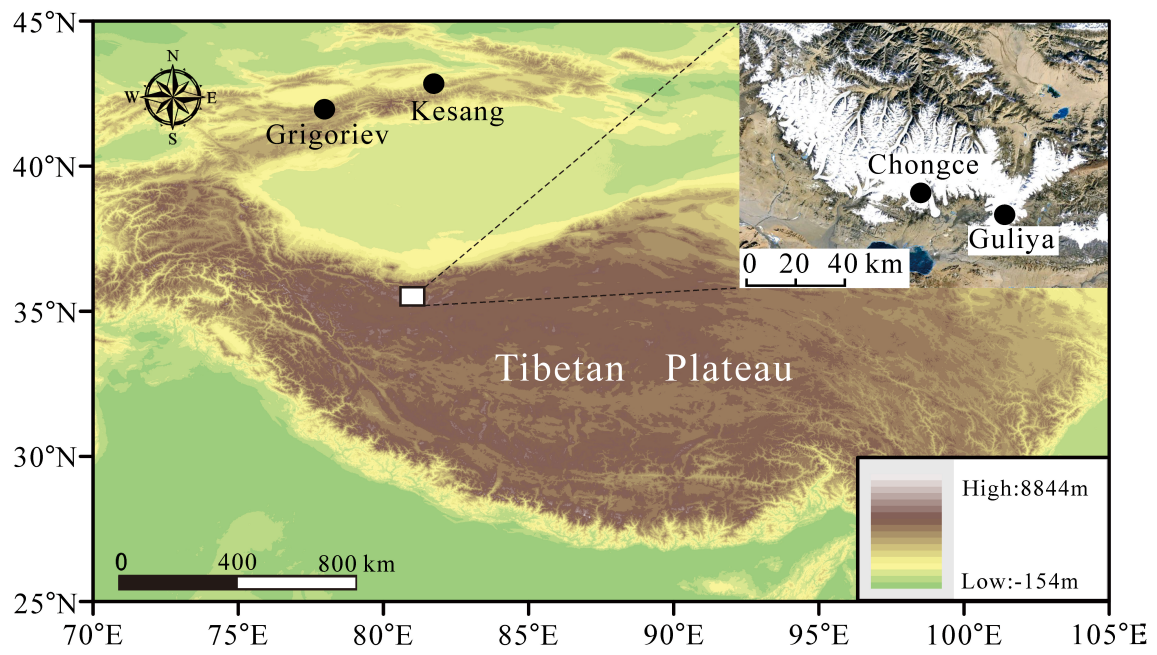 45°N
N
W
E
S
Kesang
Grigoriev
Chongce
Guliya
0 20 40 km
40°N
35°N
Tibetan Plateau
30°N
High:8844m
Low:-154m
0 400 800 km
25°N
70°E 75°E 80°E 85°E 90°E 95°E 100°E 105°E